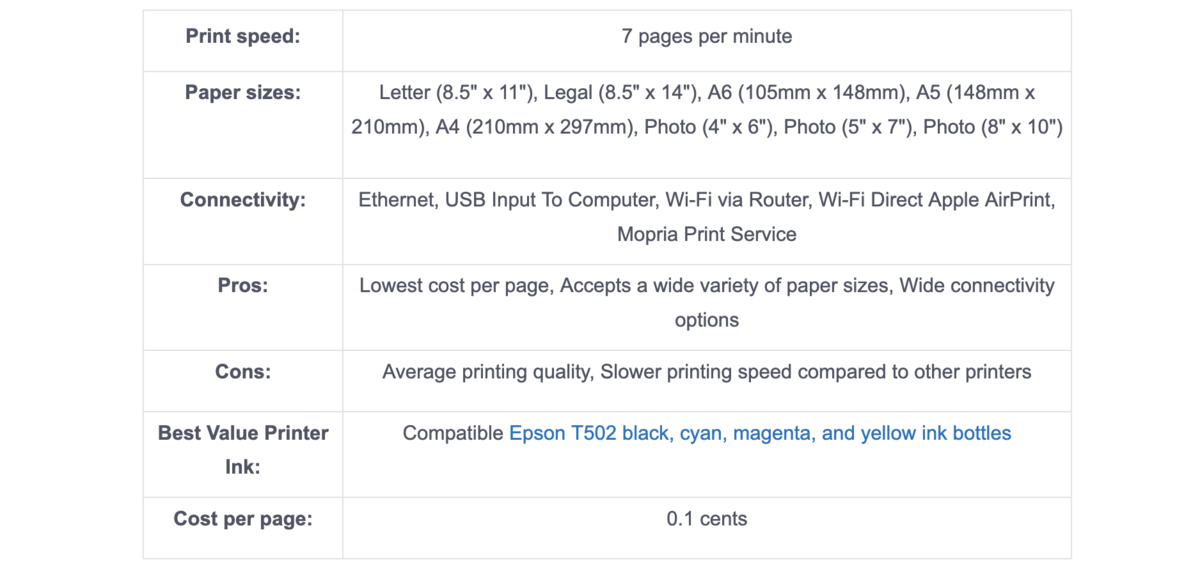 Print speed:
7 pages per minute
Paper sizes:
Letter (8.5" x 11"), Legal (8.5" x 14"), A6 (105mm x 148mm), A5 (148mm x
210mm), A4 (210mm x 297mm), Photo (4" x 6"), Photo (5" x 7"), Photo (8" x 10")
Connectivity:
Ethernet, USB Input To Computer, Wi-Fi via Router, Wi-Fi Direct Apple AirPrint,
Mopria Print Service
Pros:
Lowest cost per page, Accepts a wide variety of paper sizes, Wide connectivity
options
Cons:
Average printing quality, Slower printing speed compared to other printers
Best Value Printer
Ink:
Compatible Epson T502 black, cyan, magenta, and yellow ink bottles
Cost per page:
0.1 cents